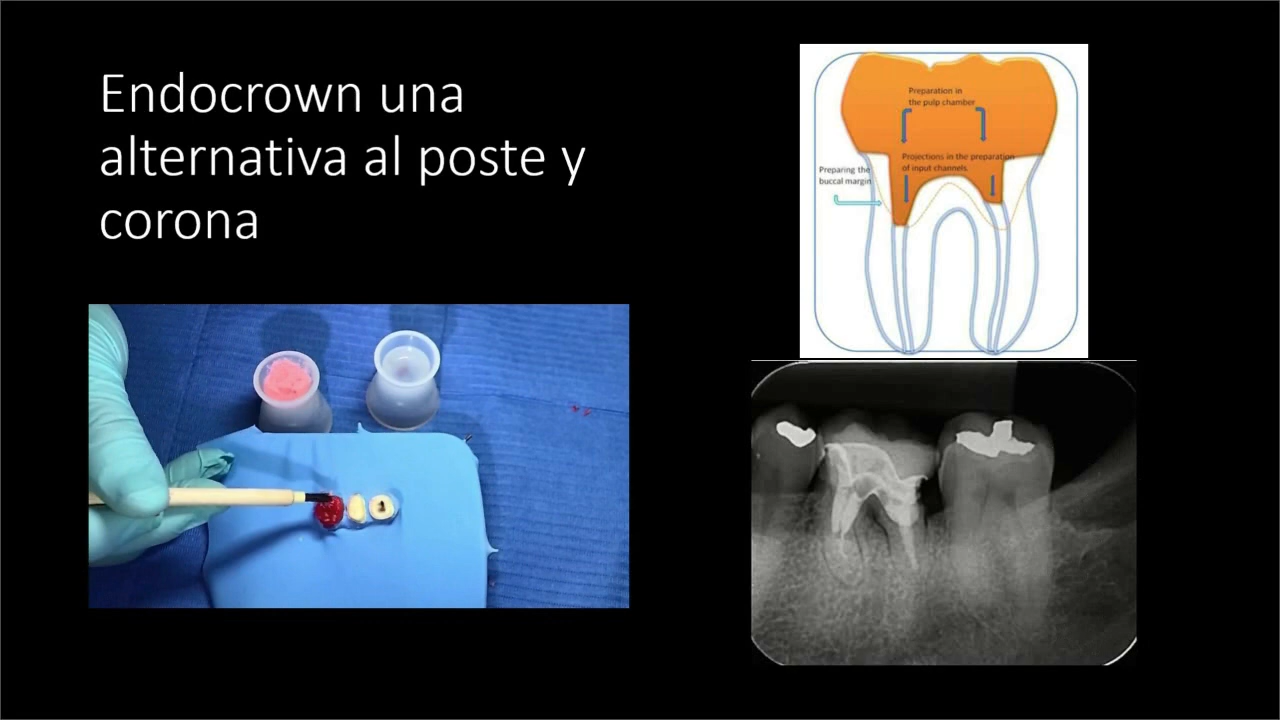 Endocrown una
alternativa al poste y
corona
Preparation in
the pulp chamber
Projections in the preparation
of input channels.
Preparing the
buccal margin